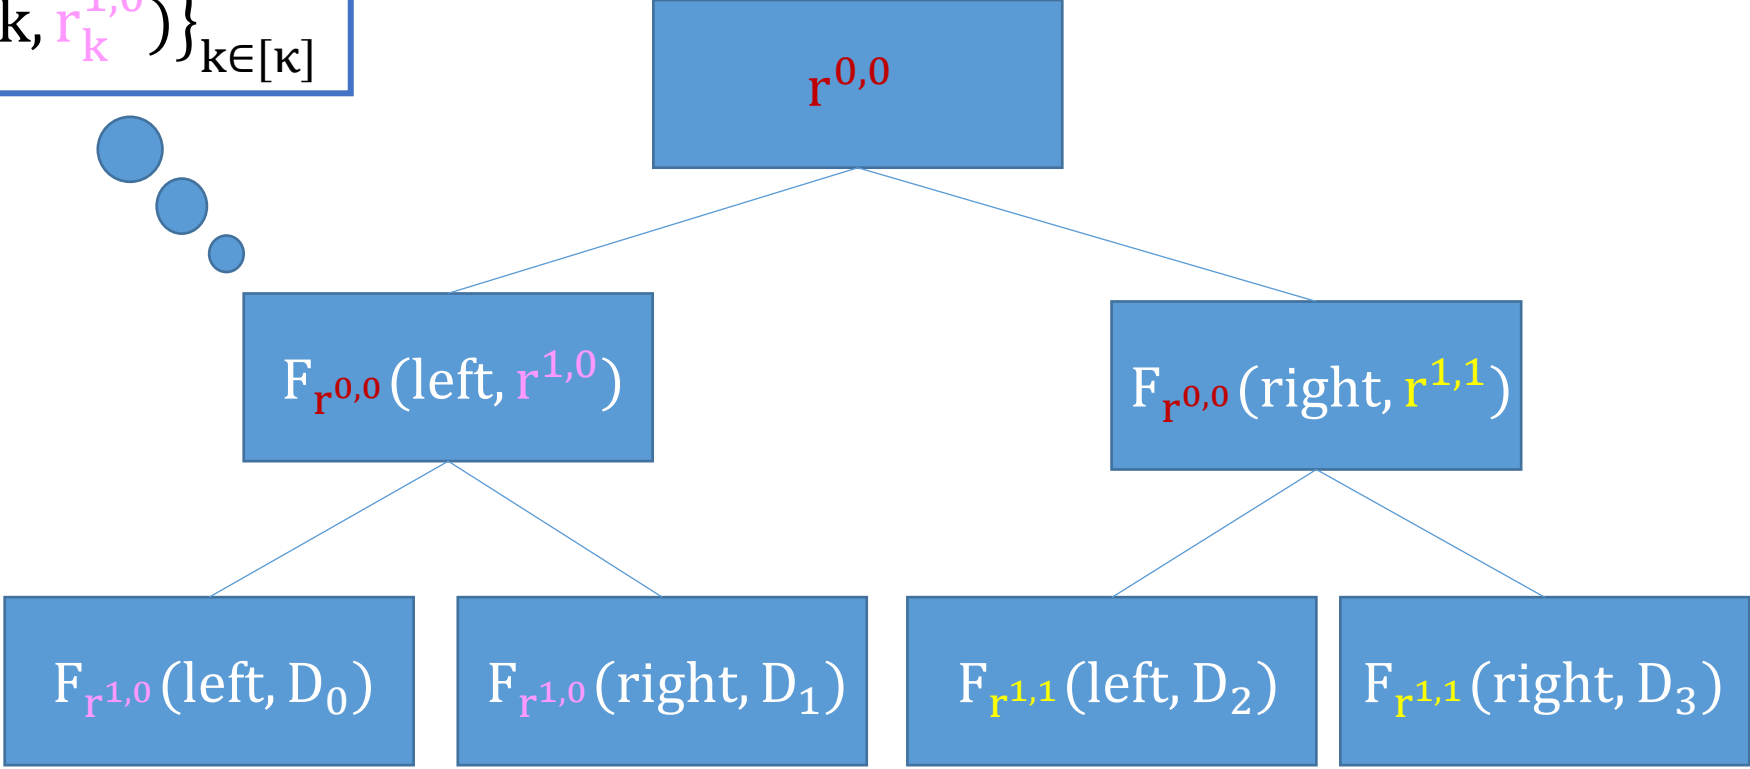 k, r_k^{1,0})}_{k∈[κ]}
r^{0,0}
F_{r^{0,0}}(left, r^{1,0})
F_{r^{0,0}}(right, r^{1,1})
F_{r^{1,0}}(left, D_0)
F_{r^{1,0}}(right, D_1)
F_{r^{1,1}}(left, D_2)
F_{r^{1,1}}(right, D_3)